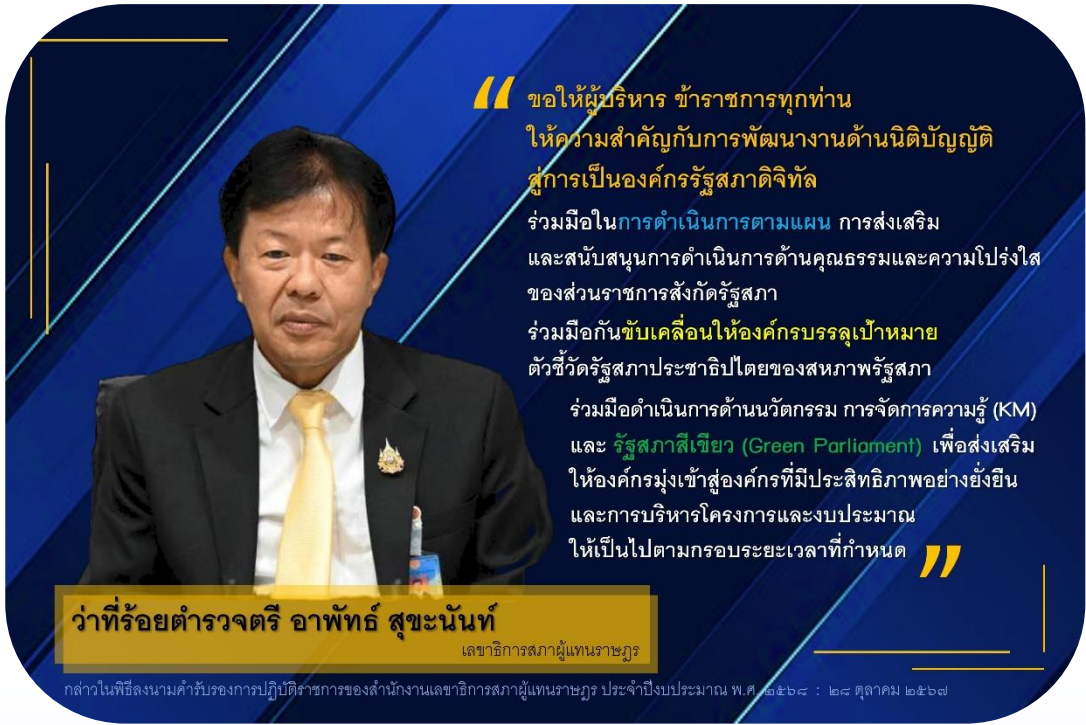 “ ขอให้ผู้บริหาร ข้าราชการทุกท่าน
ให้ความสำคัญกับการพัฒนางานด้านนิติบัญญัติ
สู่การเป็นองค์กรรัฐสภาดิจิทัล
ร่วมมือในการดำเนินการตามแผน การส่งเสริม
และสนับสนุนการดำเนินการด้านคุณธรรมและความโปร่งใส
ของส่วนราชการสังกัดรัฐสภา
ร่วมมือกันขับเคลื่อนให้องค์กรบรรลุเป้าหมาย
ตัวชี้วัดรัฐสภาประชาธิปไตยของสหภาพรัฐสภา
ร่วมมือดำเนินการด้านนวัตกรรม การจัดการความรู้ (KM)
และ รัฐสภาสีเขียว (Green Parliament) เพื่อส่งเสริม
ให้องค์กรมุ่งเข้าสู่องค์กรที่มีประสิทธิภาพอย่างยั่งยืน
และการบริหารโครงการและงบประมาณ
ให้เป็นไปตามกรอบระยะเวลาที่กำหนด ”
ว่าที่ร้อยตำรวจตรี อาพัทธ์ สุขะนันท์
เลขาธิการสภาผู้แทนราษฎร
กล่าวในพิธีลงนามคำรับรองการปฏิบัติราชการของสำนักงานเลขาธิการสภาผู้แทนราษฎร ประจำปีงบประมาณ พ.ศ. ๒๕๖๘ : ๒๘ ตุลาคม ๒๕๖๗